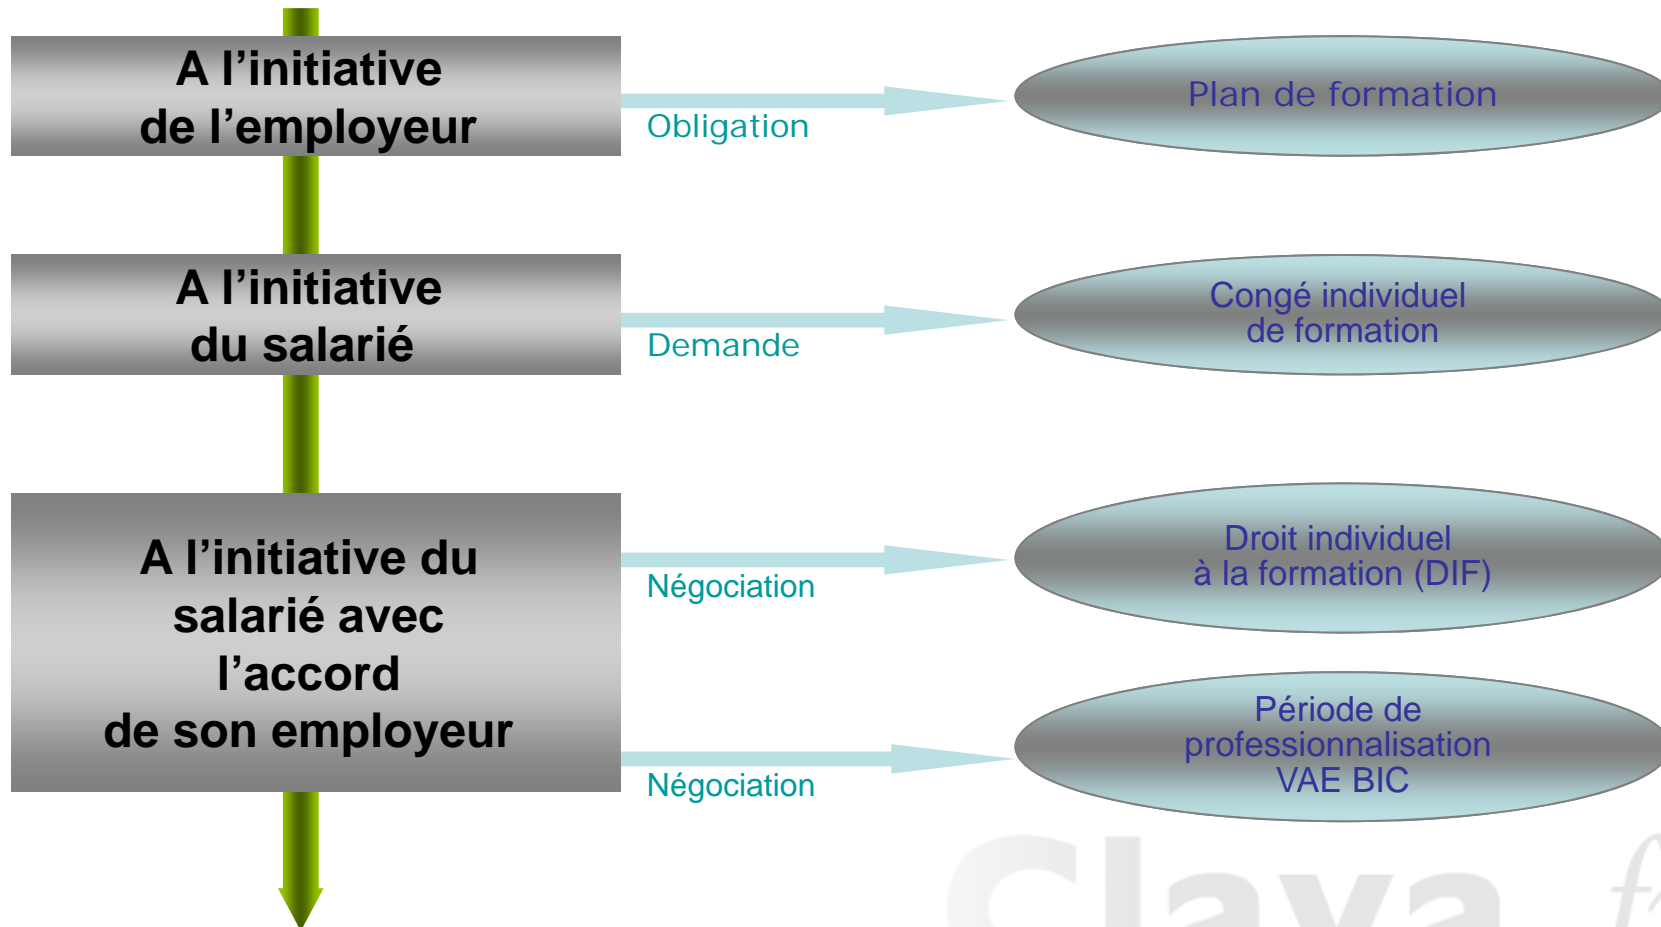 A l’initiative
de l’employeur
Obligation
Plan de formation
A l’initiative
du salarié
Demande
Congé individuel
de formation
A l’initiative du
salarié avec
l’accord
de son employeur
Négociation
Droit individuel
à la formation (DIF)
Négociation
Période de
professionnalisation
VAE BIC